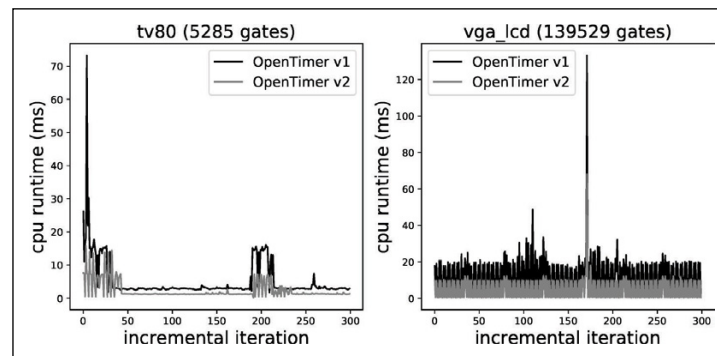 tv80 (5285 gates)
cpu runtime (ms)
70
60
50
40
30
20
10
0
OpenTimer v1
OpenTimer v2
0 50 100 150 200 250 300
incremental iteration
vga_lcd (139529 gates)
cpu runtime (ms)
120
100
80
60
40
20
0
OpenTimer v1
OpenTimer v2
0 50 100 150 200 250 300
incremental iteration